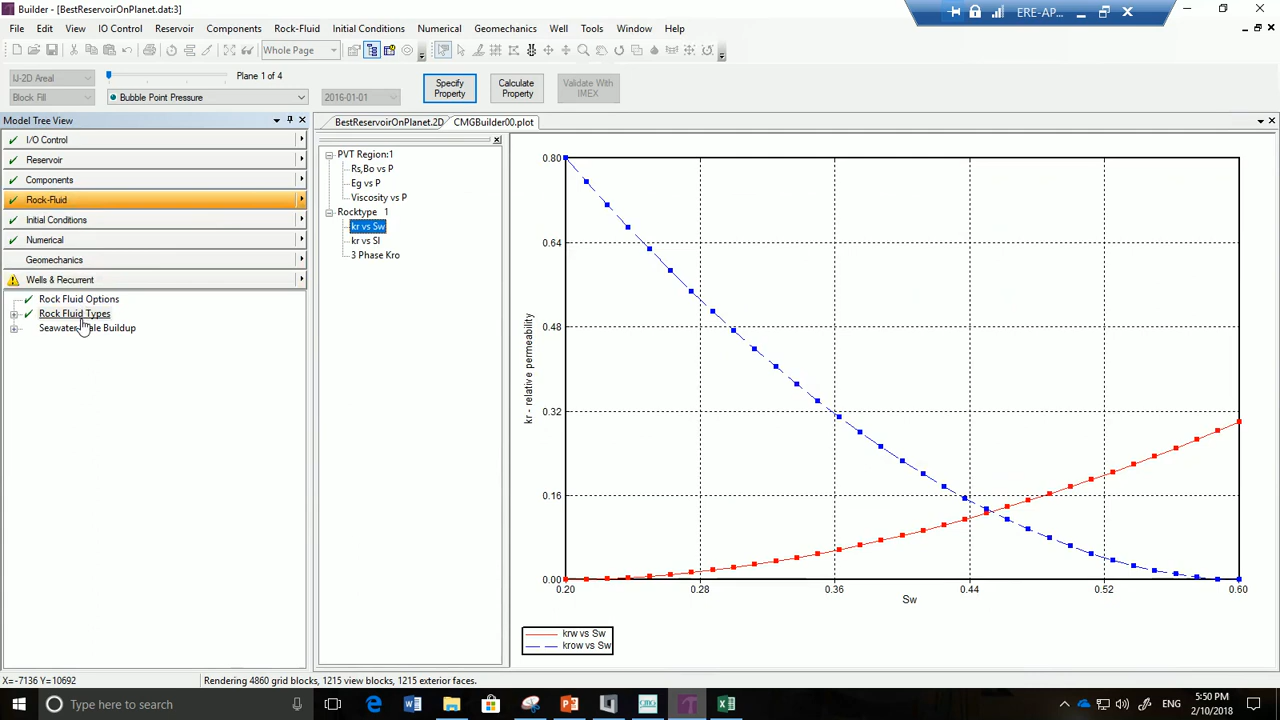 Builder - [BestReservoirOnPlanet.dat:3]
ERE-AP...
File Edit View IO Control Reservoir Components Rock-Fluid Initial Conditions Numerical Geomechanics Well Tools Window Help
Whole Page
IJ-2D Areal
Plane 1 of 4
Block Fill
Bubble Point Pressure
2016-01-01
Specify Property
Calculate Property
Validate With IMEX
Model Tree View
I/O Control
Reservoir
Components
Rock-Fluid
Initial Conditions
Numerical
Geomechanics
Wells & Recurrent
Rock Fluid Options
Rock Fluid Types
BestReservoirOnPlanet.2D
CMGBuilder00.plot
PVT Region:1
Rs,Bo vs P
Eg vs P
Viscosity vs P
Rocktype 1
kr vs Sw
kr vs Sl
3 Phase Kro
0.80
0.64
0.48
0.32
0.16
0.00
kr - relative permeability
0.20 0.28 0.36 0.44 0.52 0.60
Sw
krw vs Sw
krow vs Sw
X=-7136 Y=10692
Rendering 4860 grid blocks, 1215 view blocks, 1215 exterior faces.
Type here to search
ENG
5:50 PM
2/10/2018